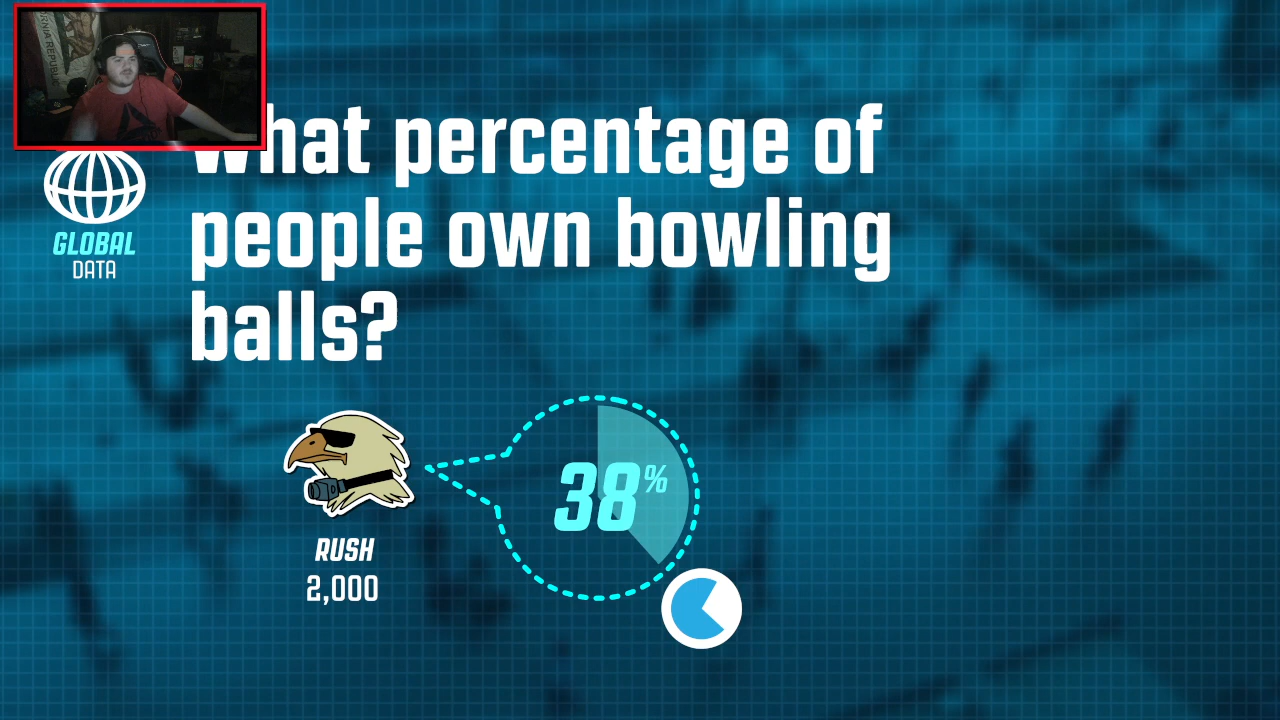 What percentage of
people own bowling
balls?
GLOBAL
DATA
38%
RUSH
2,000